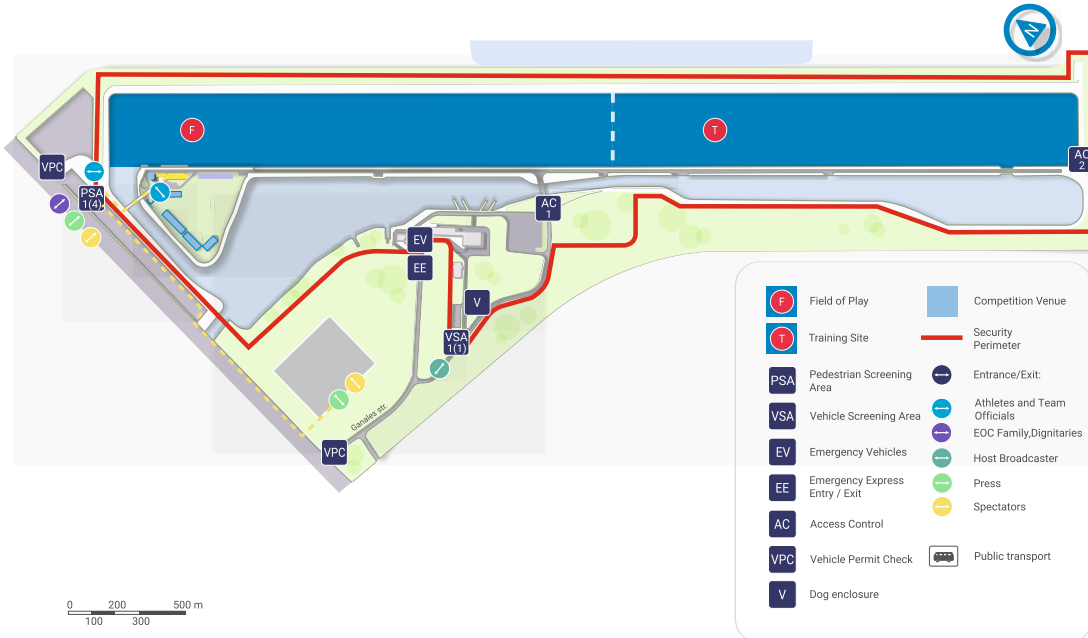 N
F
T
AC
2
VPC
PSA
1(4)
AC
1
EV
EE
V
VSA
1(1)
Ganales str.
VPC
F
Field of Play
Competition Venue
T
Training Site
Security
Perimeter
PSA
Pedestrian Screening
Area
Entrance/Exit:
VSA
Vehicle Screening Area
Athletes and Team
Officials
EOC Family,Dignitaries
EV
Emergency Vehicles
Host Broadcaster
EE
Emergency Express
Entry / Exit
Press
Spectators
AC
Access Control
VPC
Vehicle Permit Check
Public transport
V
Dog enclosure
0 200 500 m
100 300